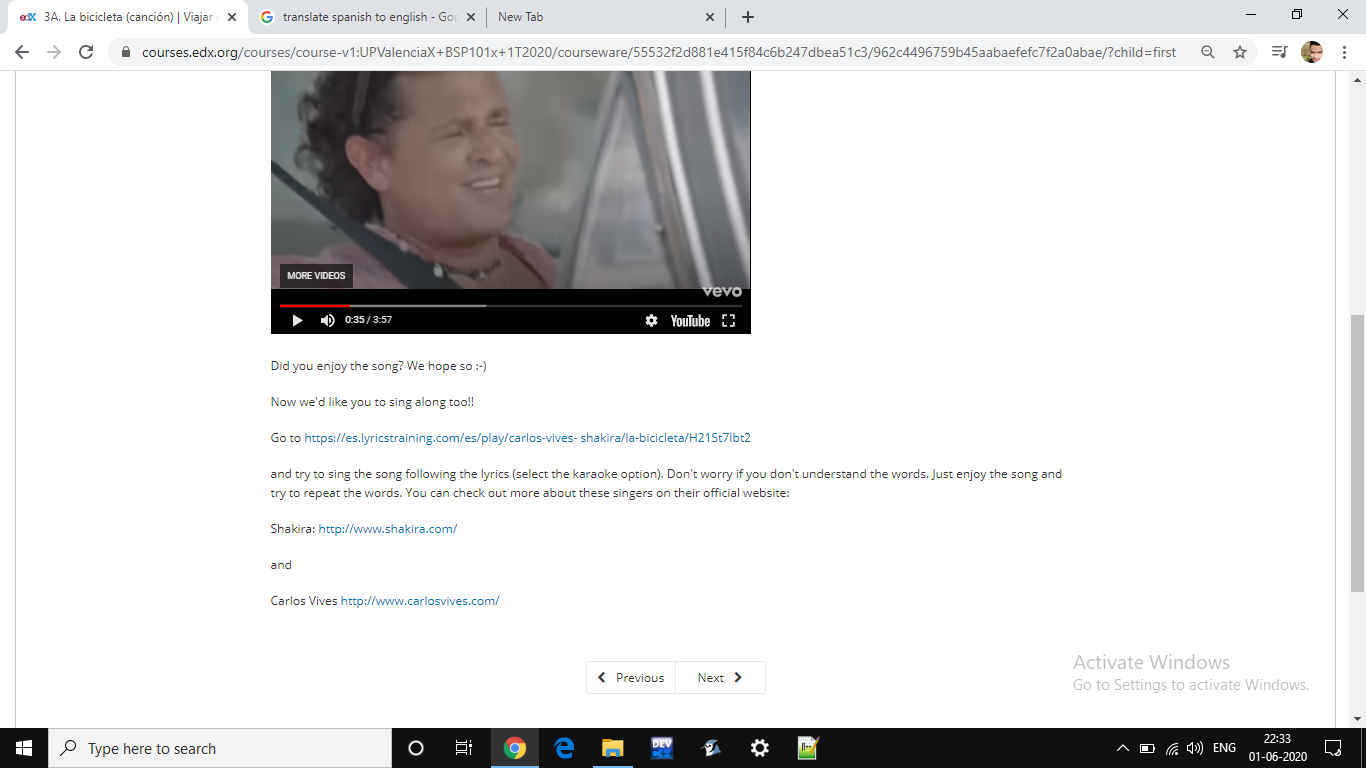 edX 3A. La bicicleta (canción) | Viajar
translate spanish to english - Goo
New Tab
courses.edx.org/courses/course-v1:UPValenciaX+BSP101x+1T2020/courseware/55532f2d881e415f84c6b247dbea51c3/962c4496759b45aabaefefc7f2a0abae/?child=first
MORE VIDEOS
vevo
0:35 / 3:57
YouTube
Did you enjoy the song? We hope so :-)
Now we'd like you to sing along too!!
Go to https://es.lyricstraining.com/es/play/carlos-vives- shakira/la-bicicleta/H21St7lbt2
and try to sing the song following the lyrics (select the karaoke option). Don't worry if you don't understand the words. Just enjoy the song and
try to repeat the words. You can check out more about these singers on their official website:
Shakira: http://www.shakira.com/
and
Carlos Vives http://www.carlosvives.com/
Previous
Next
Activate Windows
Go to Settings to activate Windows.
Type here to search
DEV
ENG
22:33
01-06-2020